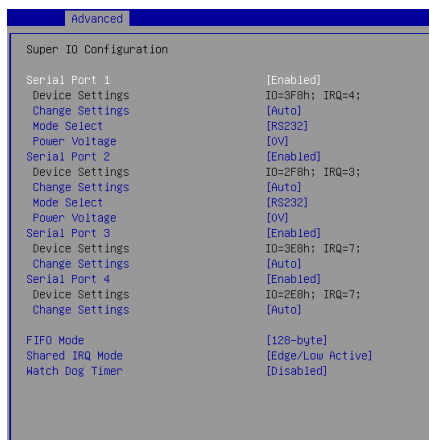 Advanced
Super IO Configuration
Serial Port 1 [Enabled]
Device Settings IO=3F8h; IRQ=4;
Change Settings [Auto]
Mode Select [RS232]
Power Voltage [0V]
Serial Port 2 [Enabled]
Device Settings IO=2F8h; IRQ=3;
Change Settings [Auto]
Mode Select [RS232]
Power Voltage [0V]
Serial Port 3 [Enabled]
Device Settings IO=3E8h; IRQ=7;
Change Settings [Auto]
Serial Port 4 [Enabled]
Device Settings IO=2E8h; IRQ=7;
Change Settings [Auto]
FIFO Mode [128-byte]
Shared IRQ Mode [Edge/Low Active]
Watch Dog Timer [Disabled]